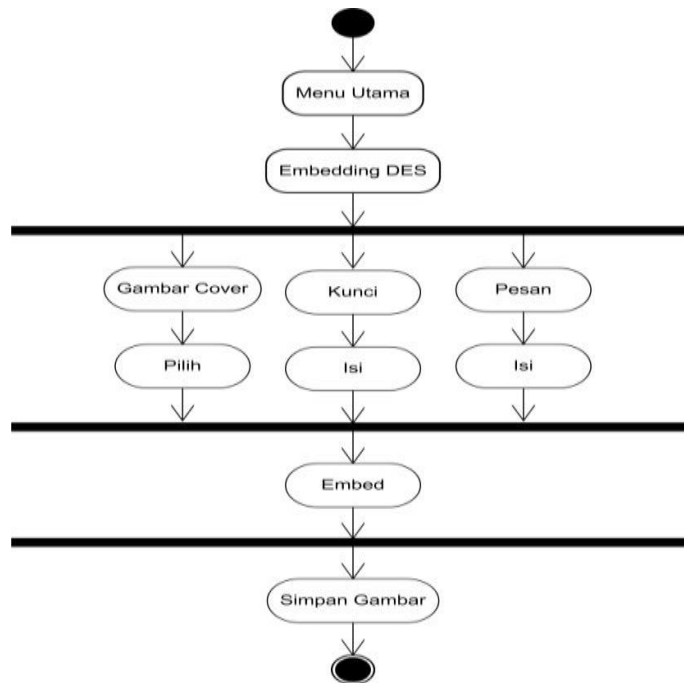 Menu Utama
Embedding DES
Gambar Cover
Kunci
Pesan
Pilih
Isi
Isi
Embed
Simpan Gambar